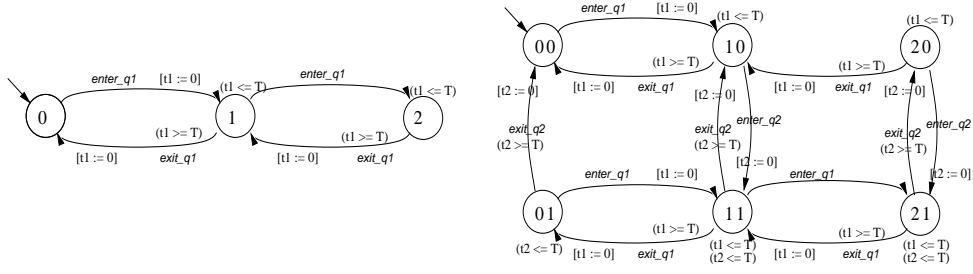 enter_q1 [t1 := 0]
(t1 <= T)
enter_q1
(t1 <= T)
0
1
2
(t1 >= T)
(t1 >= T)
[t1 := 0] exit_q1
[t1 := 0] exit_q1
enter_q1 [t1 := 0]
(t1 <= T)
(t1 <= T)
00
10
20
(t1 >= T)
(t1 >= T)
[t2 := 0]
[t1 := 0] exit_q1
[t2 := 0]
[t1 := 0] exit_q1
[t2 := 0]
exit_q2
(t2 >= T)
exit_q2
(t2 >= T)
enter_q2
exit_q2
(t2 >= T)
enter_q2
[t2 := 0]
[t2 := 0]
enter_q1 [t1 := 0]
enter_q1
01
11
21
(t1 >= T)
(t1 >= T)
(t2 <= T)
[t1 := 0] exit_q1
(t1 <= T)
(t2 <= T)
[t1 := 0] exit_q1
(t1 <= T)
(t2 <= T)